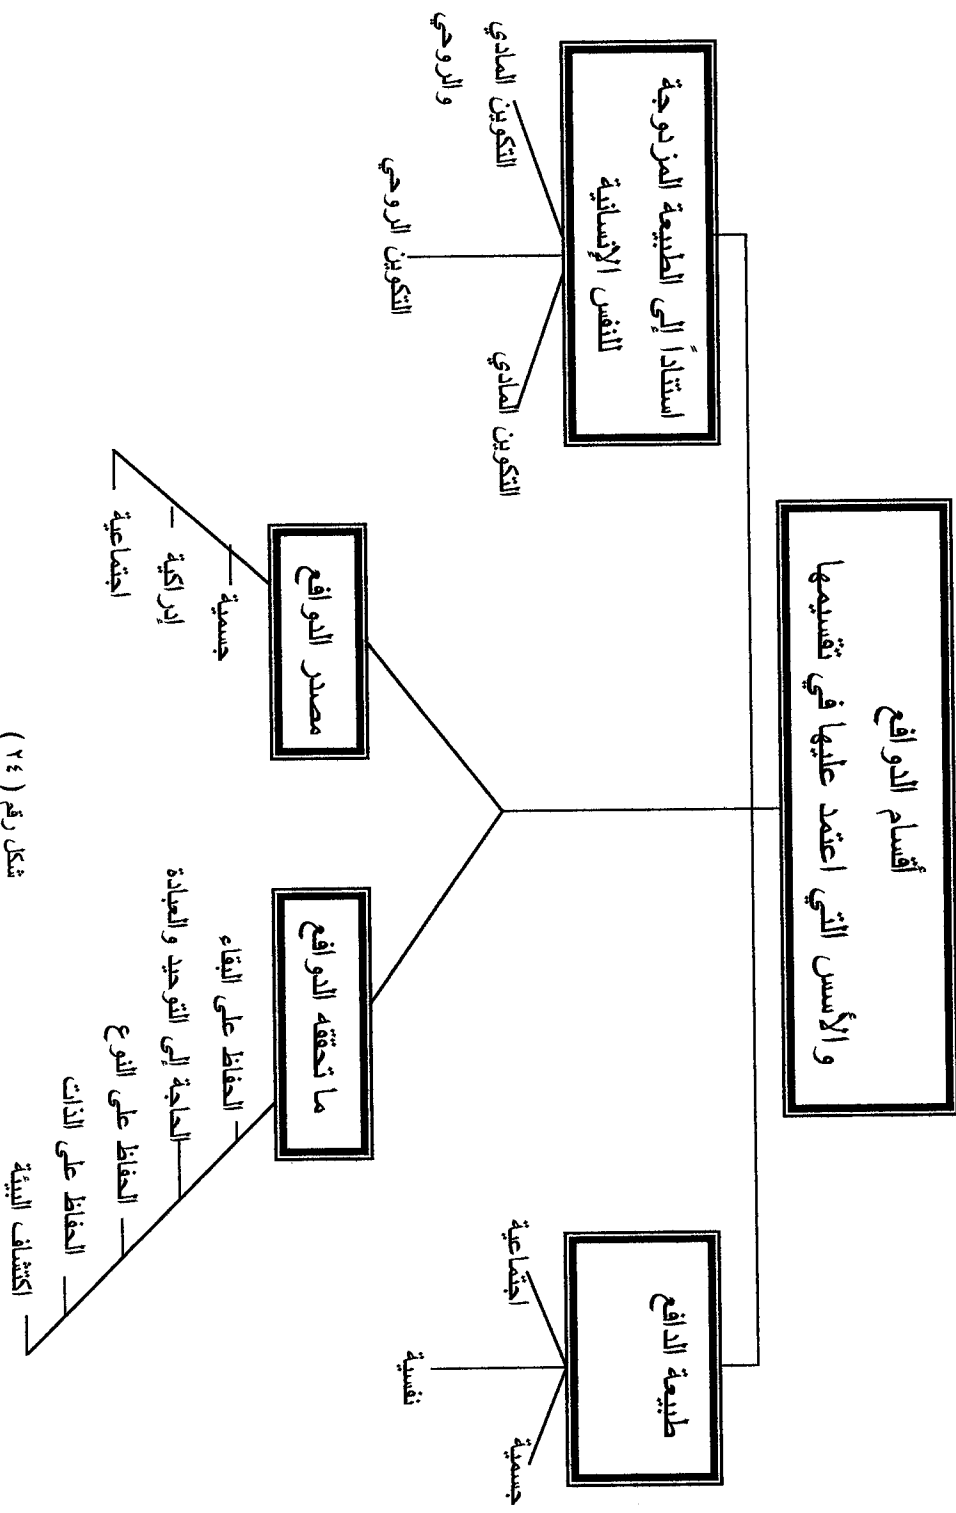 أقسام الدوافع
والأسس التي اعتمد عليها في تقسيمها
طبيعة الدافع
جسمية
نفسية
اجتماعية
استناداً إلى الطبيعة المزدوجة
للنفس الإنسانية
التكوين المادي
التكوين الروحي
التكوين المادي
والروحي
ما تحققه الدوافع
الحفاظ على البقاء
الحاجة إلى التوحيد والعبادة
الحفاظ على النوع
الحفاظ على الذات
اكتشاف البيئة
مصدر الدوافع
جسمية
إدراكية
اجتماعية
شكل رقم ( ٢٤ )